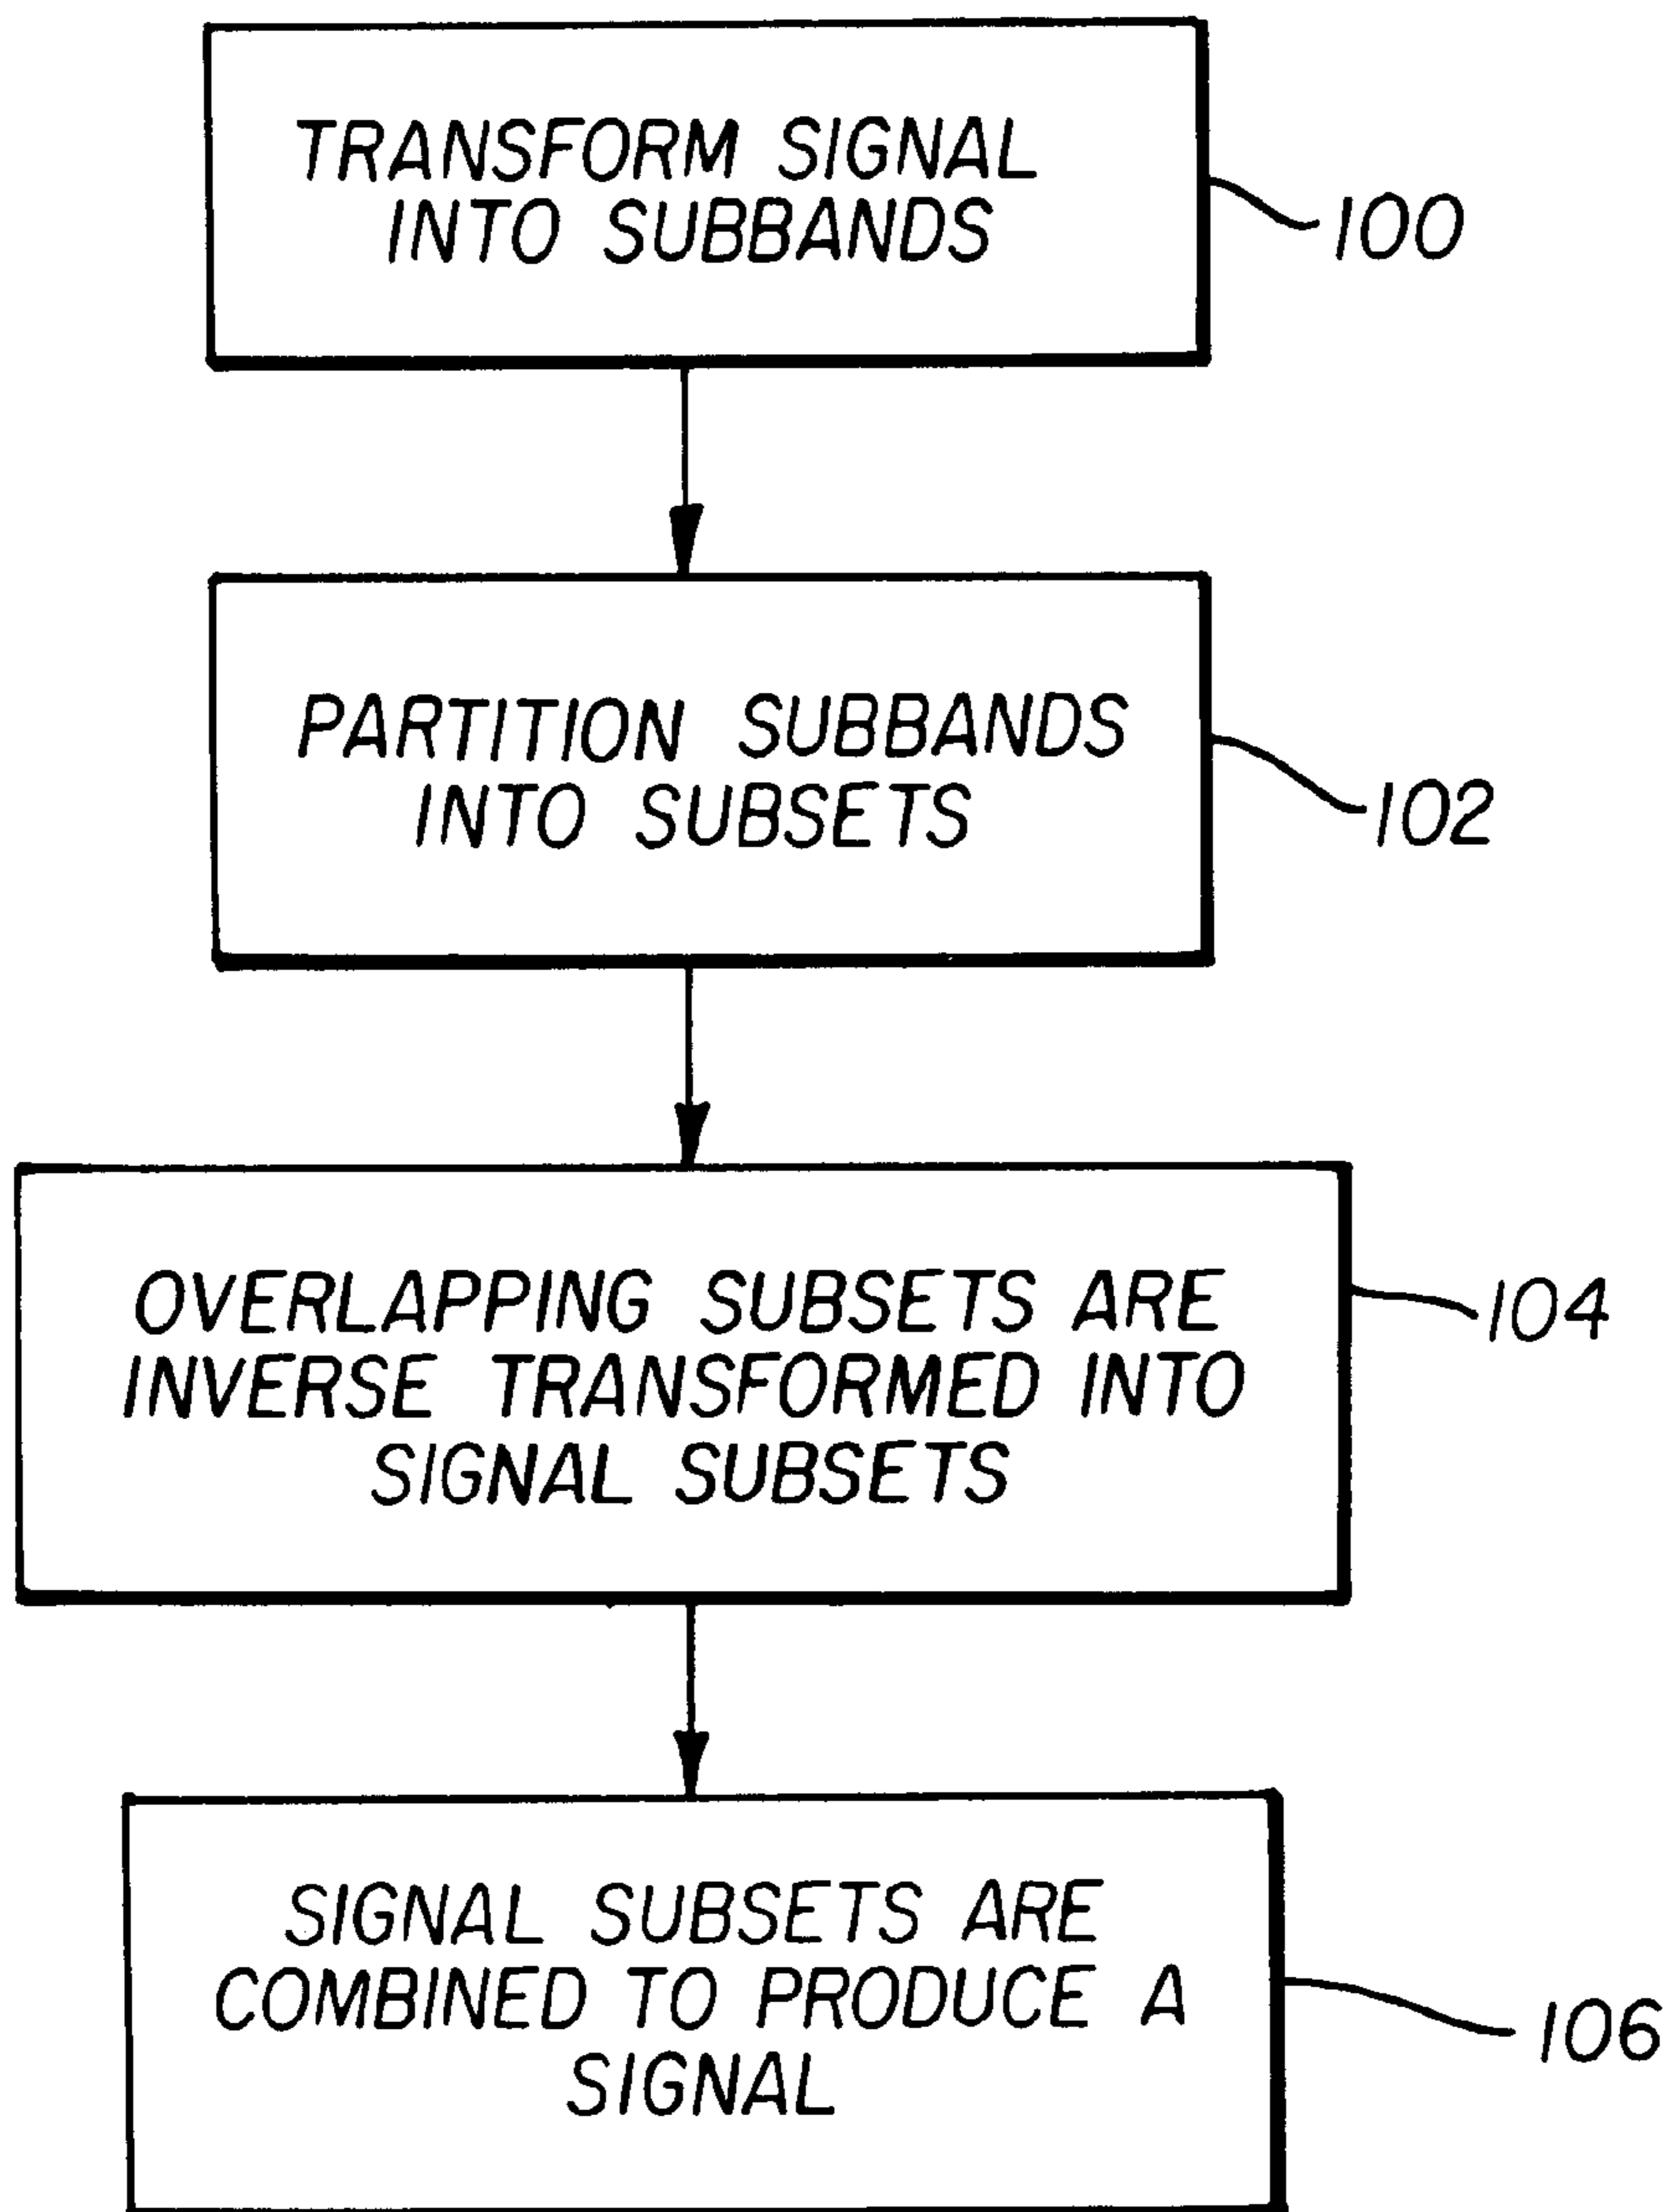 TRANSFORM SIGNAL
INTO SUBBANDS
100
PARTITION SUBBANDS
INTO SUBSETS
102
OVERLAPPING SUBSETS ARE
INVERSE TRANSFORMED INTO
SIGNAL SUBSETS
104
SIGNAL SUBSETS ARE
COMBINED TO PRODUCE A
SIGNAL
106